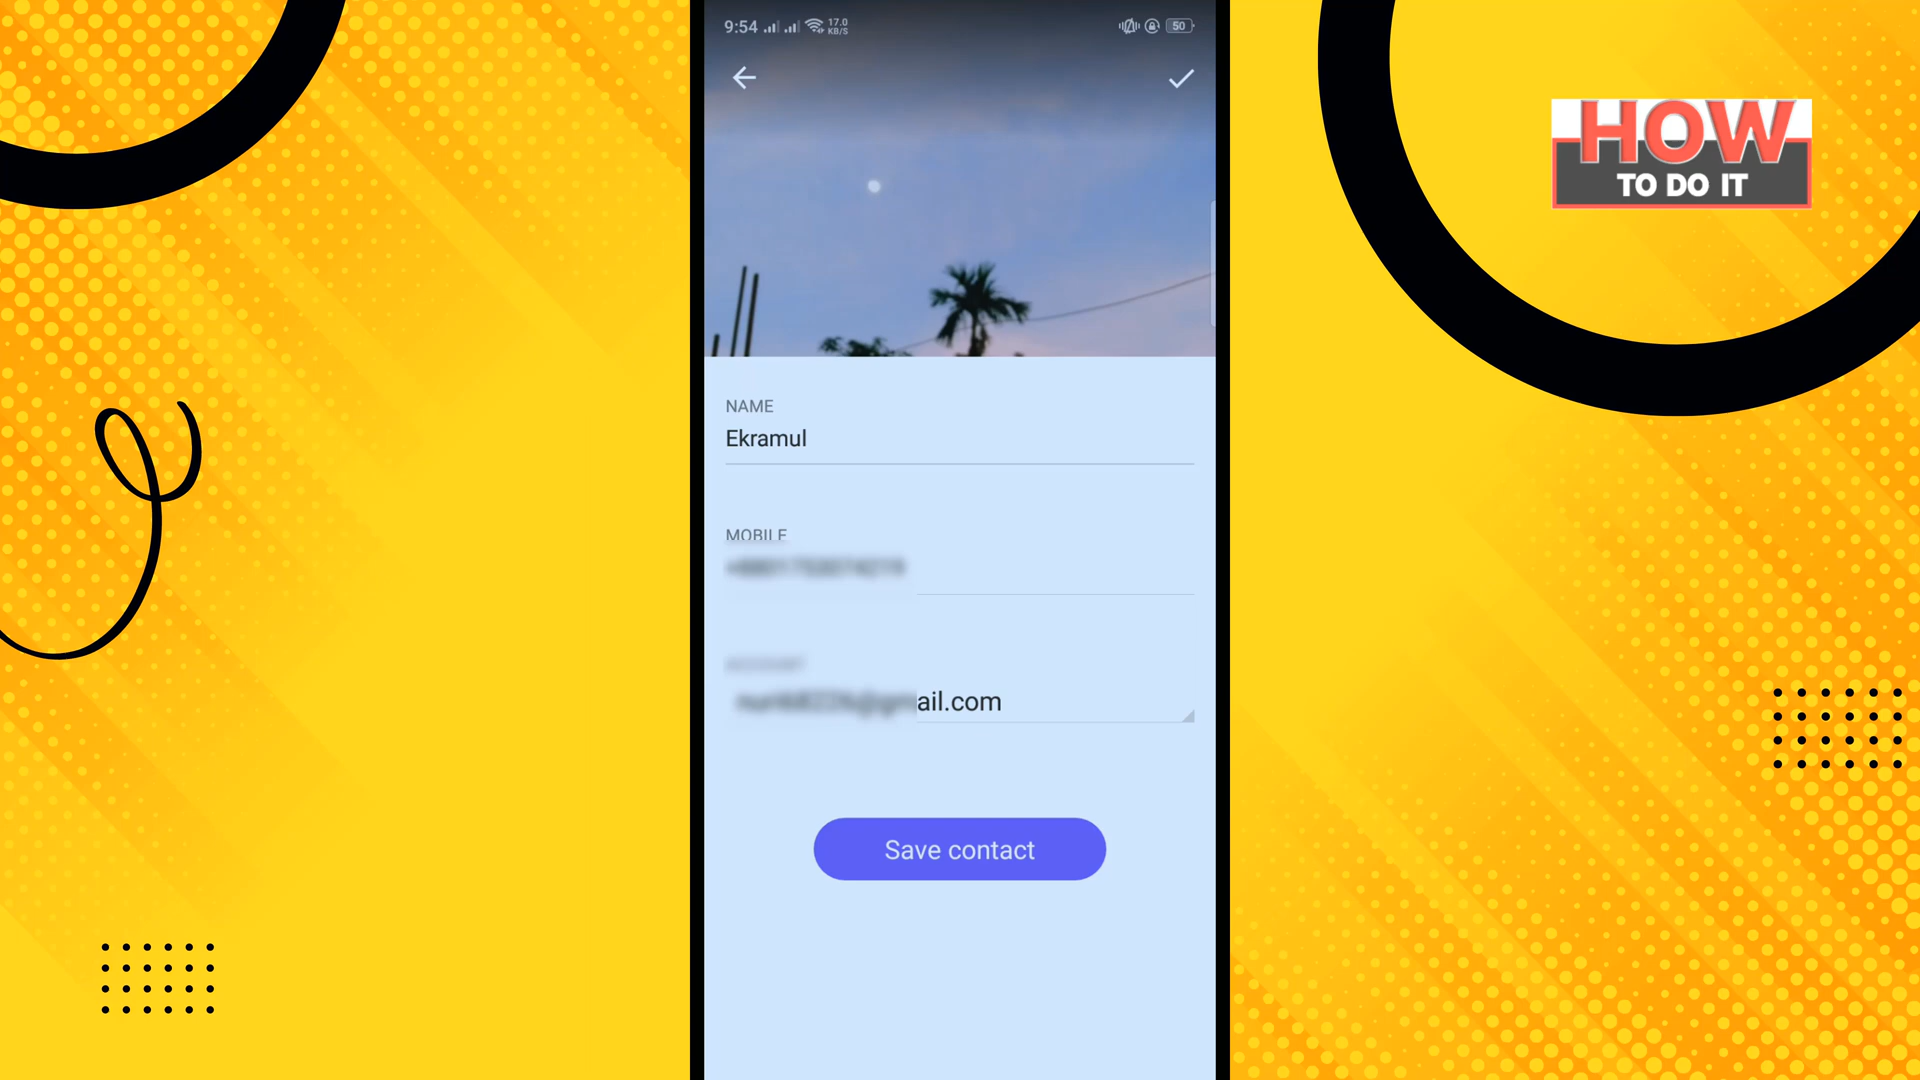 9:54
17.0
KB/S
50
HOW
TO DO IT
NAME
Ekramul
MOBILE
ail.com
Save contact